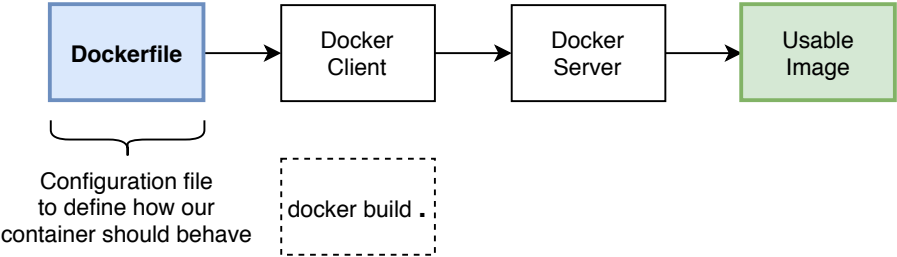 Dockerfile
Docker
Client
Docker
Server
Usable
Image
Configuration file
to define how our
container should behave
docker build .